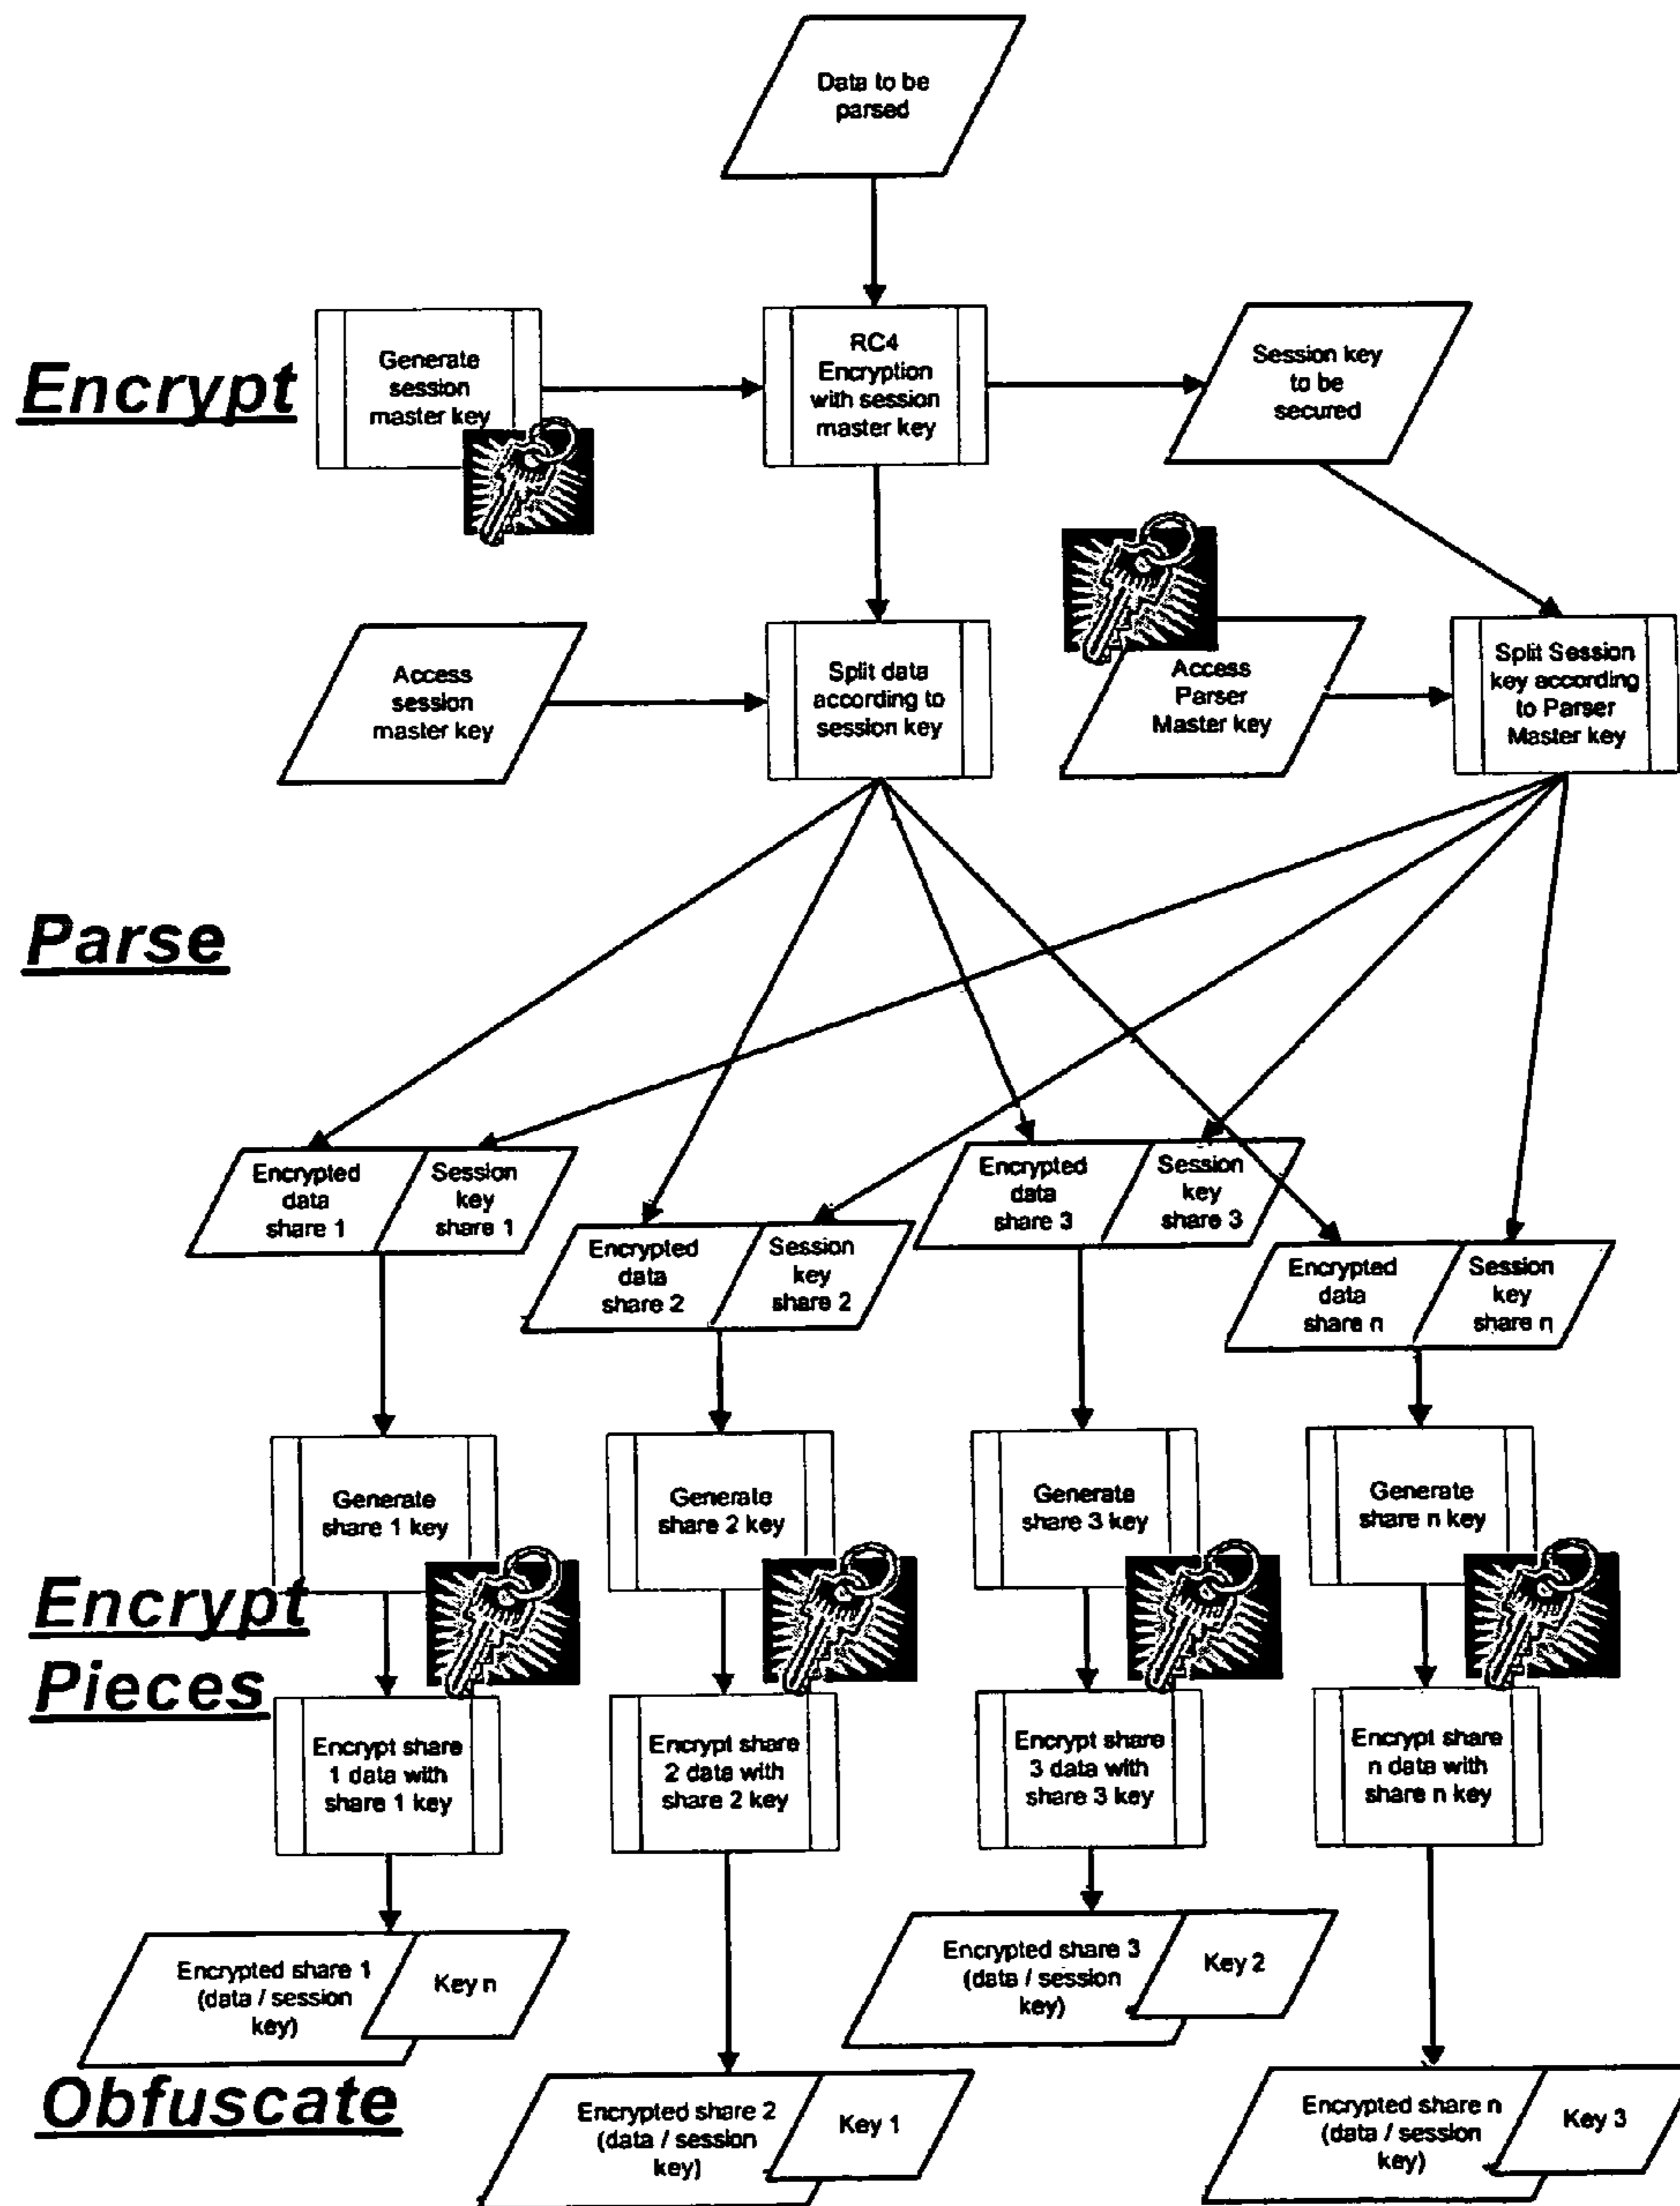 Data to be
parsed
Encrypt
Generate
session
master key
RC4
Encryption
with session
master key
Session key
to be
secured
Access
session
master key
Split data
according to
session key
Access
Parser
Master key
Split Session
key according
to Parser
Master key
Parse
Encrypted
data
share 1
Session
key
share 1
Encrypted
data
share 2
Session
key
share 2
Encrypted
data
share 3
Session
key
share 3
Encrypted
data
share n
Session
key
share n
Generate
share 1 key
Generate
share 2 key
Generate
share 3 key
Generate
share n key
Encrypt
Pieces
Encrypt share
1 data with
share 1 key
Encrypt share
2 data with
share 2 key
Encrypt share
3 data with
share 3 key
Encrypt share
n data with
share n key
Encrypted share 1
(data / session
key)
Key n
Encrypted share 3
(data / session
key)
Key 2
Obfuscate
Encrypted share 2
(data / session
key)
Key 1
Encrypted share n
(data / session
key)
Key 3